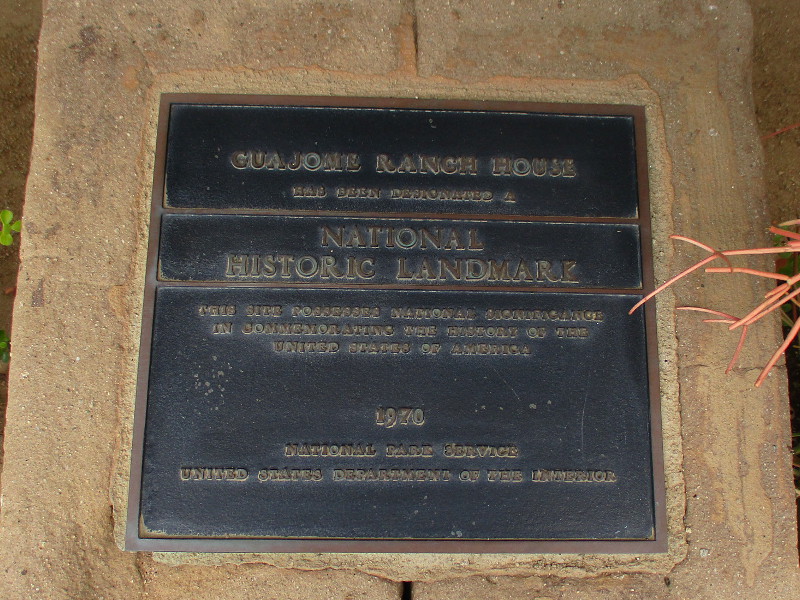 GUAJOME RANCH HOUSE
HAS BEEN DESIGNATED A
NATIONAL
HISTORIC LANDMARK
THIS SITE POSSESSES NATIONAL SIGNIFICANCE
IN COMMEMORATING THE HISTORY OF THE
UNITED STATES OF AMERICA
1970
NATIONAL PARK SERVICE
UNITED STATES DEPARTMENT OF THE INTERIOR